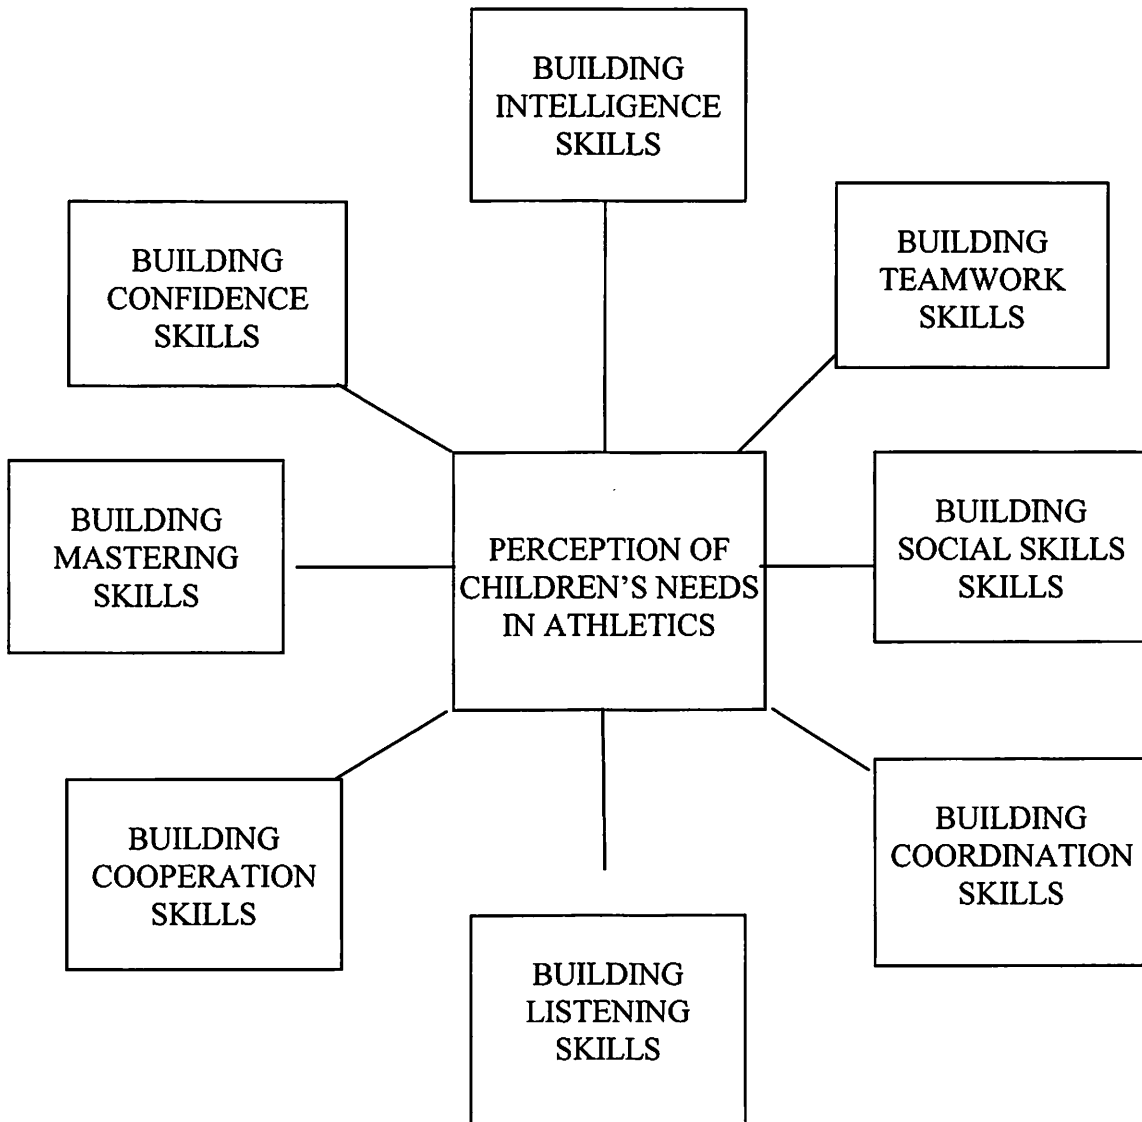 BUILDING
INTELLIGENCE
SKILLS
BUILDING
TEAMWORK
SKILLS
BUILDING
CONFIDENCE
SKILLS
BUILDING
MASTERING
SKILLS
PERCEPTION OF
CHILDREN'S NEEDS
IN ATHLETICS
BUILDING
SOCIAL SKILLS
SKILLS
BUILDING
COOPERATION
SKILLS
BUILDING
COORDINATION
SKILLS
BUILDING
LISTENING
SKILLS